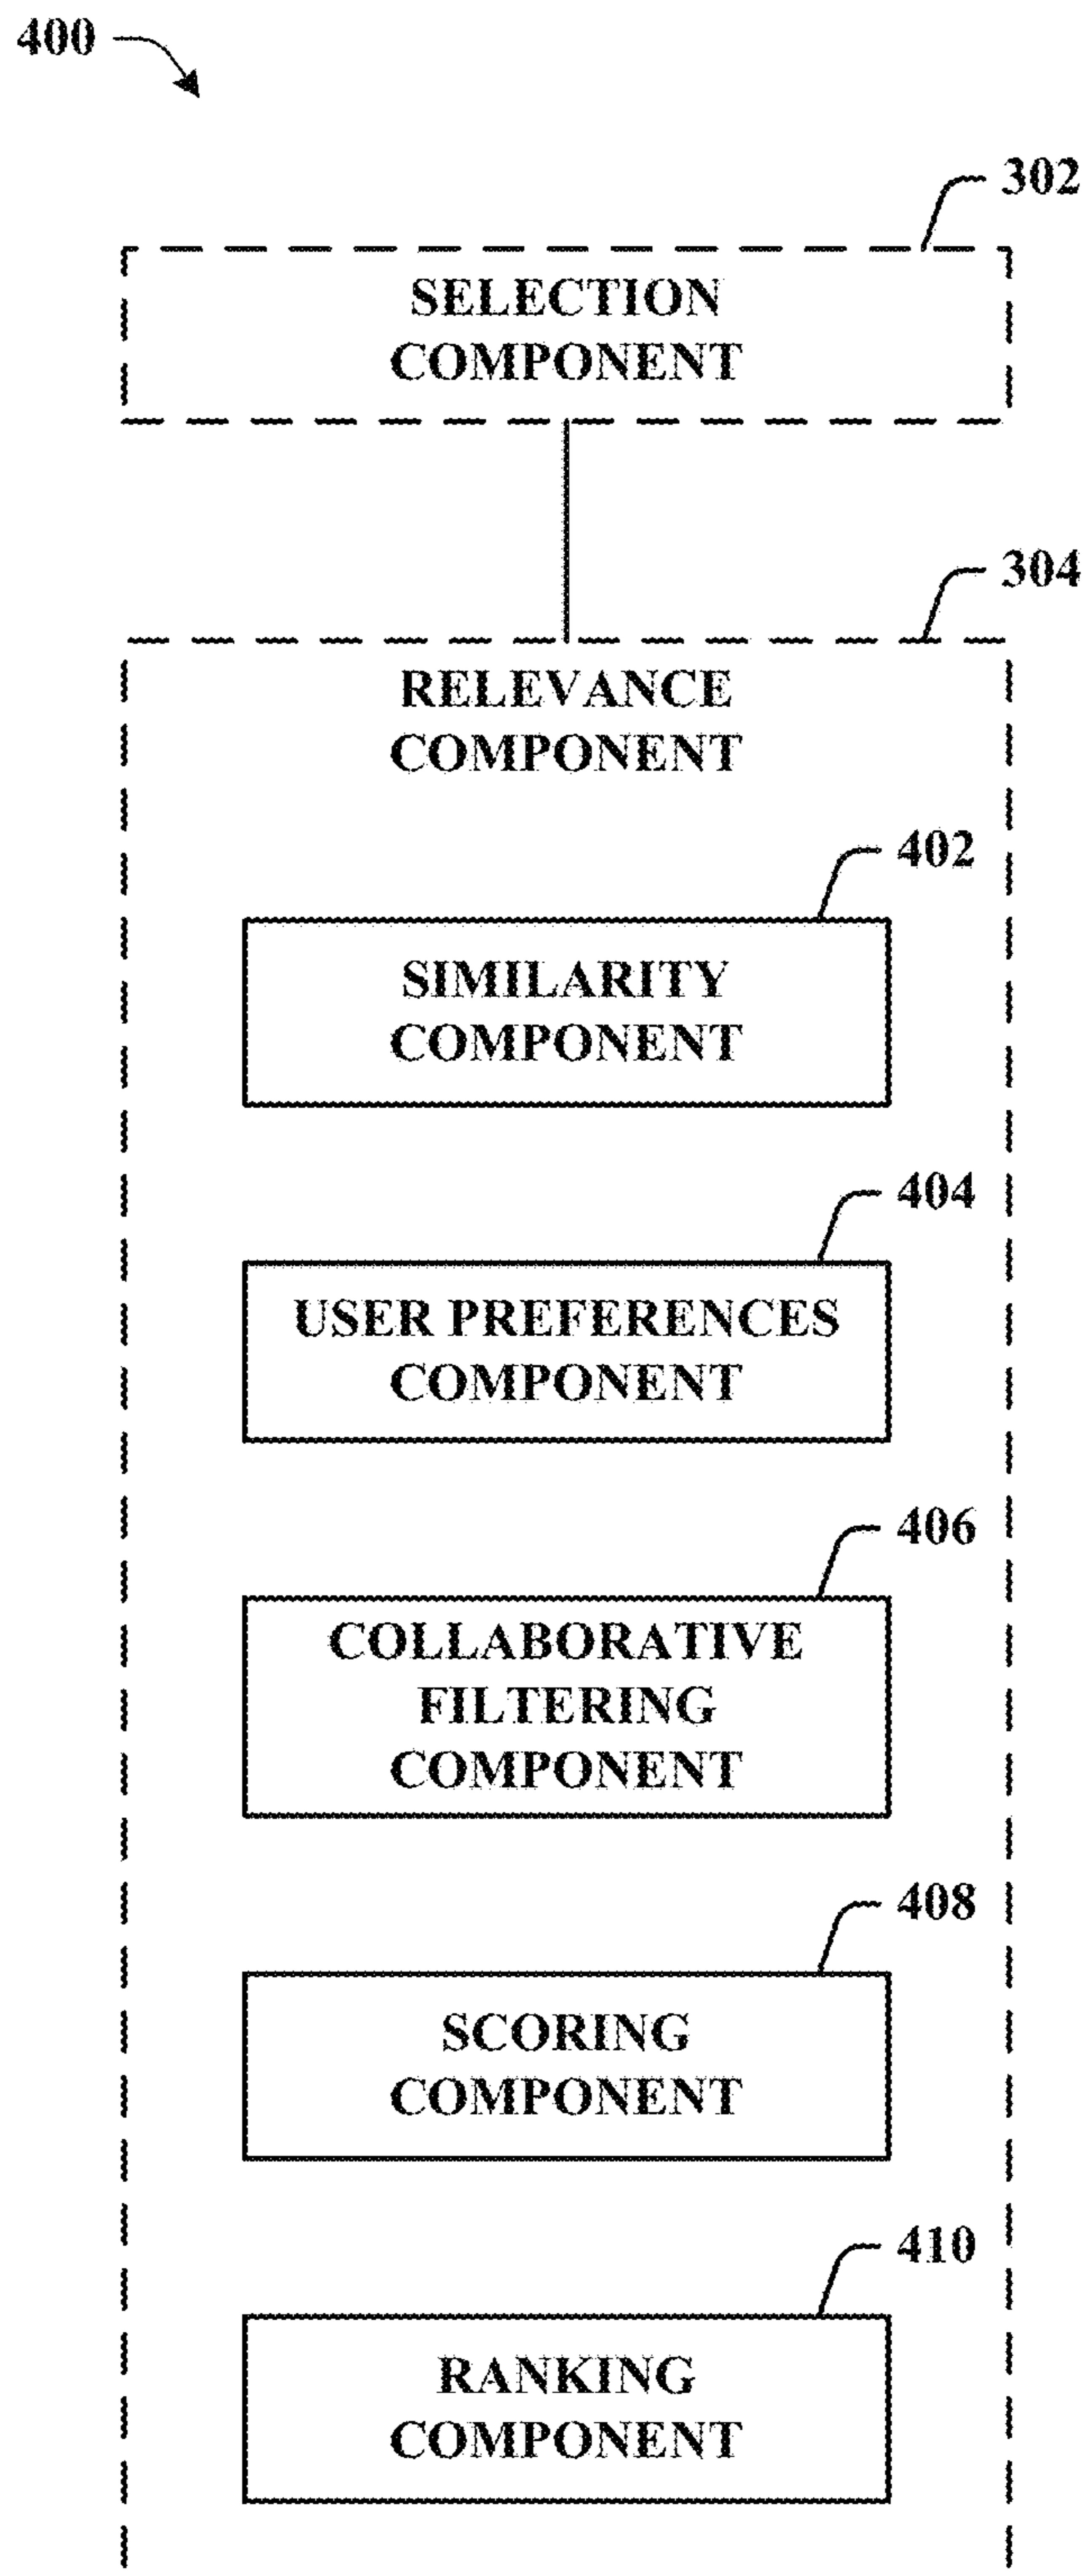 400
302
SELECTION
COMPONENT
304
RELEVANCE
COMPONENT
402
SIMILARITY
COMPONENT
404
USER PREFERENCES
COMPONENT
406
COLLABORATIVE
FILTERING
COMPONENT
408
SCORING
COMPONENT
410
RANKING
COMPONENT